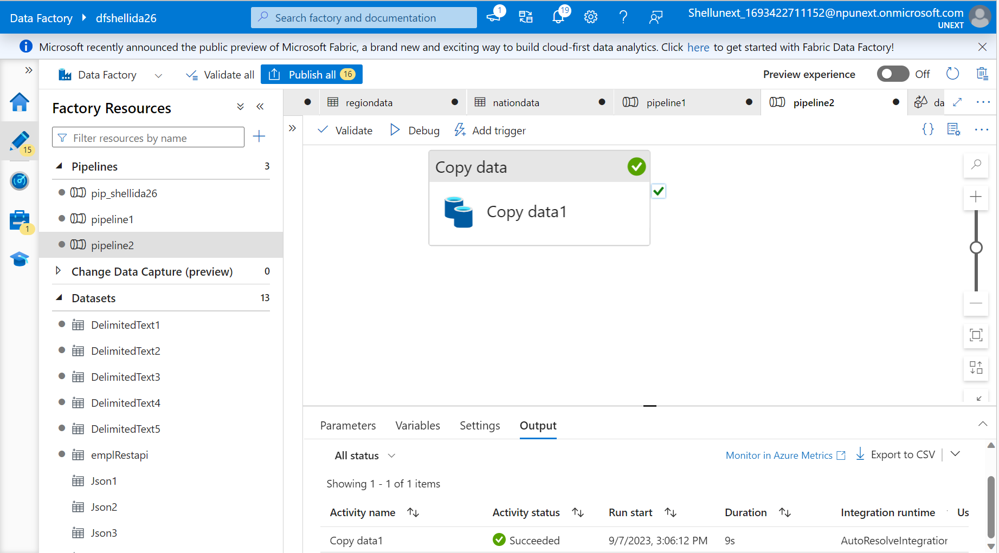 Data Factory dfshellida26
Search factory and documentation
1
19
Shellunext_1693422711152@npunext.onmicrosoft.com
UNEXT
Microsoft recently announced the public preview of Microsoft Fabric, a brand new and exciting way to build cloud-first data analytics. Click here to get started with Fabric Data Factory!
Data Factory
Validate all
Publish all 16
Preview experience
Off
Factory Resources
Filter resources by name
15
1
Pipelines 3
pip_shellida26
pipeline1
pipeline2
Change Data Capture (preview) 0
Datasets 13
DelimitedText1
DelimitedText2
DelimitedText3
DelimitedText4
DelimitedText5
emplRestapi
Json1
Json2
Json3
regiondata
nationdata
pipeline1
pipeline2
da
Validate
Debug
Add trigger
{}
Copy data
Copy data1
Parameters Variables Settings Output
All status
Monitor in Azure Metrics
Export to CSV
Showing 1 - 1 of 1 items
Activity name Activity status Run start Duration Integration runtime Us
Copy data1 Succeeded 9/7/2023, 3:06:12 PM 9s AutoResolveIntegration